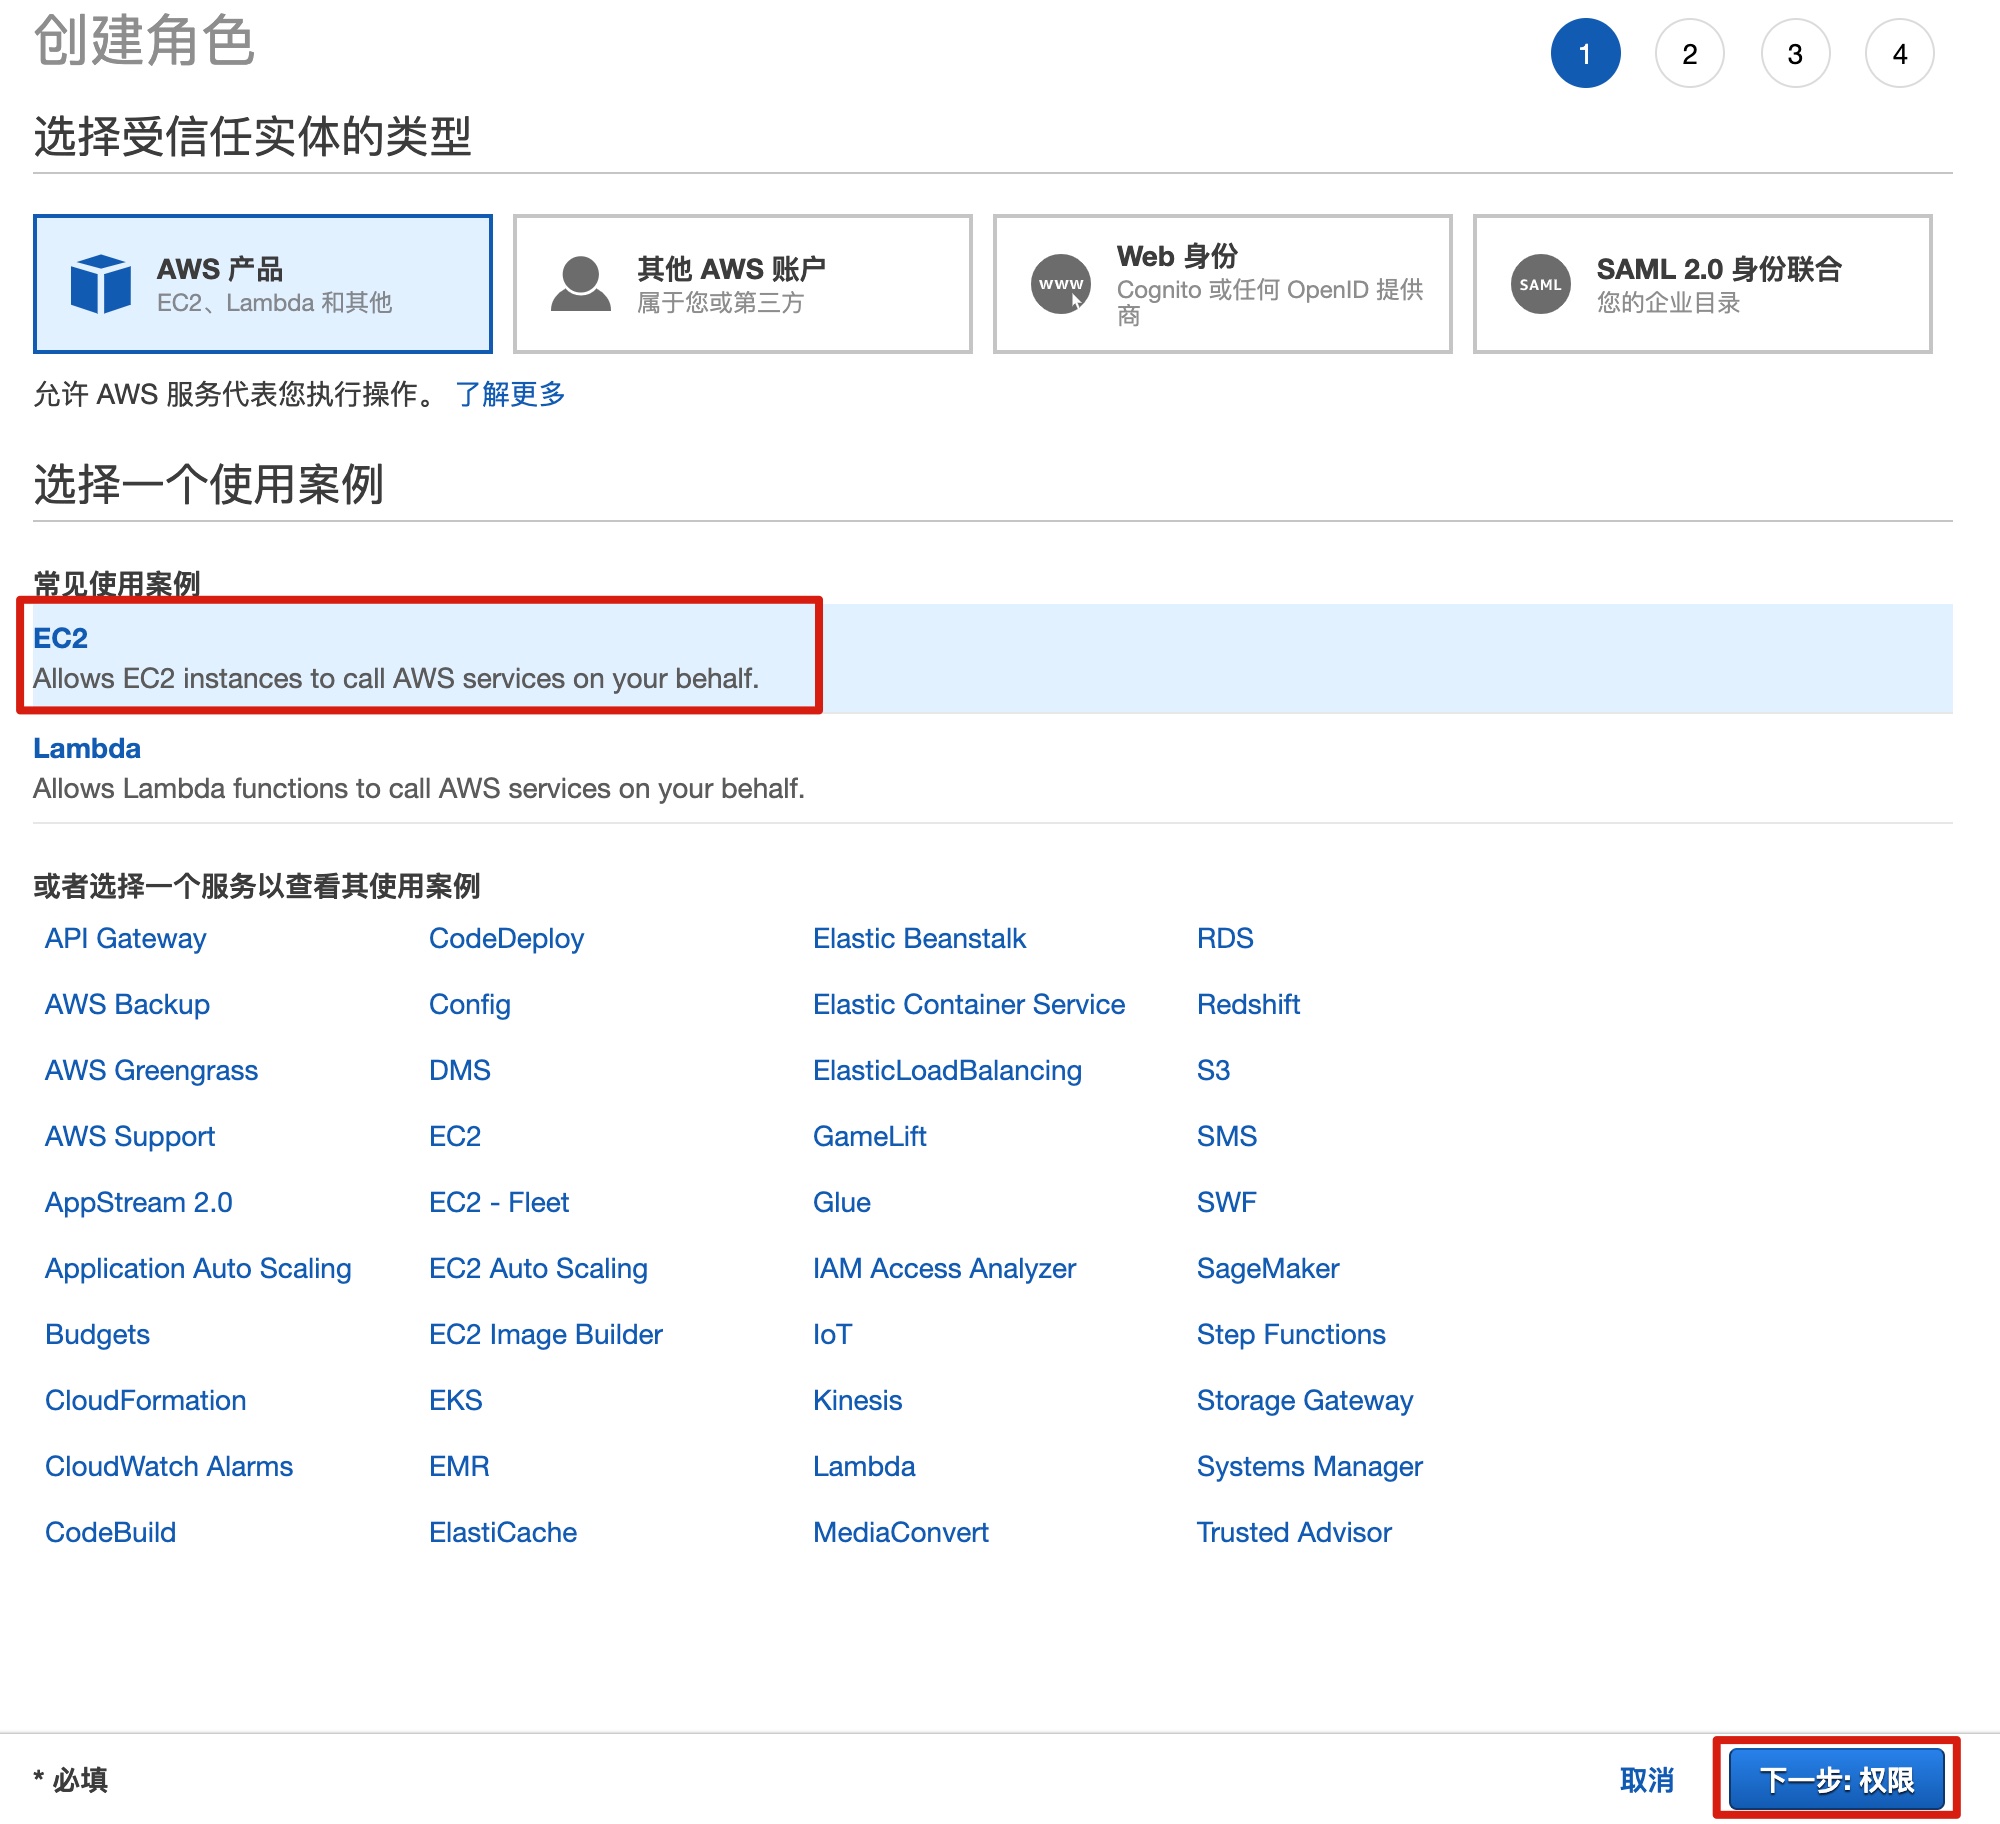 创建角色
1 2 3 4
选择受信任实体的类型
AWS 产品
EC2、Lambda 和其他
其他 AWS 账户
属于您或第三方
www
Web 身份
Cognito 或任何 OpenID 提供
商
SAML
SAML 2.0 身份联合
您的企业目录
允许 AWS 服务代表您执行操作。 了解更多
选择一个使用案例
常见使用案例
EC2
Allows EC2 instances to call AWS services on your behalf.
Lambda
Allows Lambda functions to call AWS services on your behalf.
或者选择一个服务以查看其使用案例
API Gateway CodeDeploy Elastic Beanstalk RDS
AWS Backup Config Elastic Container Service Redshift
AWS Greengrass DMS ElasticLoadBalancing S3
AWS Support EC2 GameLift SMS
AppStream 2.0 EC2 - Fleet Glue SWF
Application Auto Scaling EC2 Auto Scaling IAM Access Analyzer SageMaker
Budgets EC2 Image Builder IoT Step Functions
CloudFormation EKS Kinesis Storage Gateway
CloudWatch Alarms EMR Lambda Systems Manager
CodeBuild ElastiCache MediaConvert Trusted Advisor
* 必填 取消 下一步: 权限